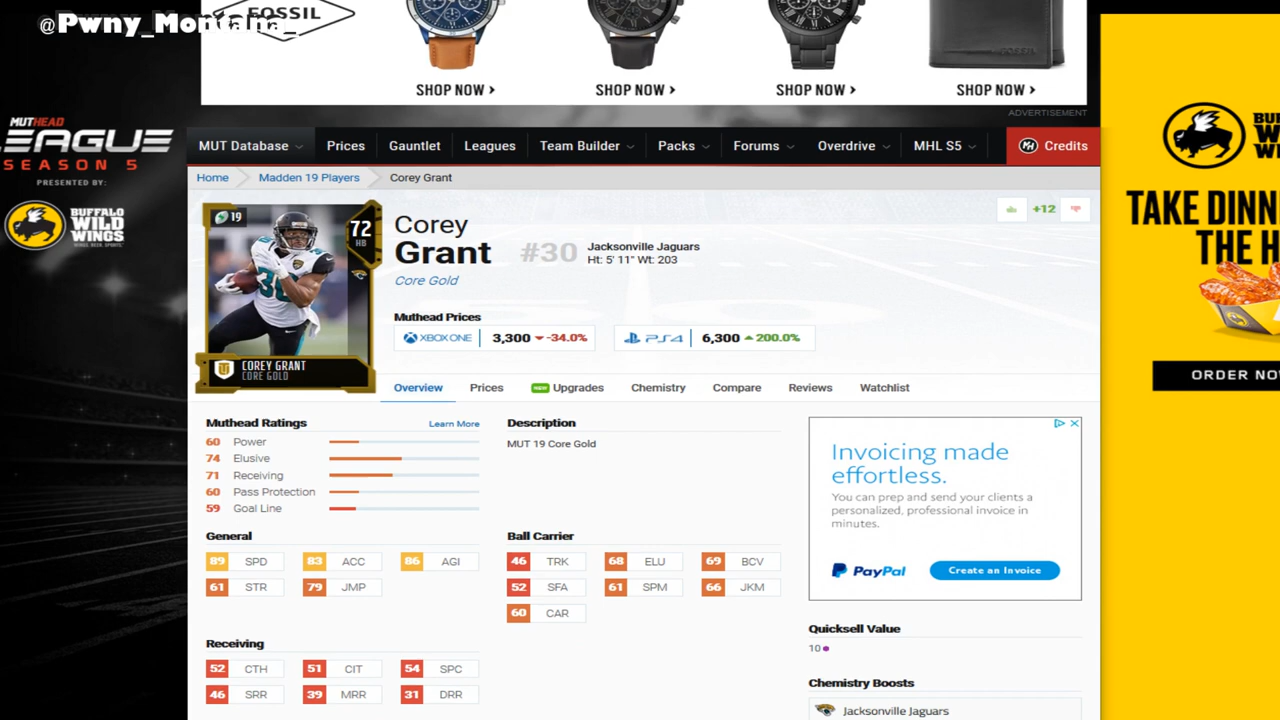 @Pwny_Montana_
FOSSIL
SHOP NOW >
SHOP NOW >
SHOP NOW >
SHOP NOW >
ADVERTISEMENT
MUTHEAD
LEAGUE
SEASON 5
PRESENTED BY:
BUFFALO
WILD
WINGS
MUT Database
Prices
Gauntlet
Leagues
Team Builder
Packs
Forums
Overdrive
MHL S5
MH Credits
Home
Madden 19 Players
Corey Grant
19
72
HB
COREY GRANT
CORE GOLD
Corey
Grant
#30
Jacksonville Jaguars
Ht: 5' 11" Wt: 203
Core Gold
+12
Muthead Prices
XBOX ONE 3,300 -34.0%
PS4 6,300 200.0%
Overview
Prices
NEW Upgrades
Chemistry
Compare
Reviews
Watchlist
Muthead Ratings
Learn More
60 Power
74 Elusive
71 Receiving
60 Pass Protection
59 Goal Line
Description
MUT 19 Core Gold
General
89 SPD 83 ACC 86 AGI
61 STR 79 JMP
Ball Carrier
46 TRK 68 ELU 69 BCV
52 SFA 61 SPM 66 JKM
60 CAR
Receiving
52 CTH 51 CIT 54 SPC
46 SRR 39 MRR 31 DRR
Invoicing made
effortless.
You can prep and send your clients a
personalized, professional invoice in
minutes.
PayPal
Create an Invoice
Quicksell Value
10
Chemistry Boosts
Jacksonville Jaguars
TAKE DINN
THE H
ORDER NO